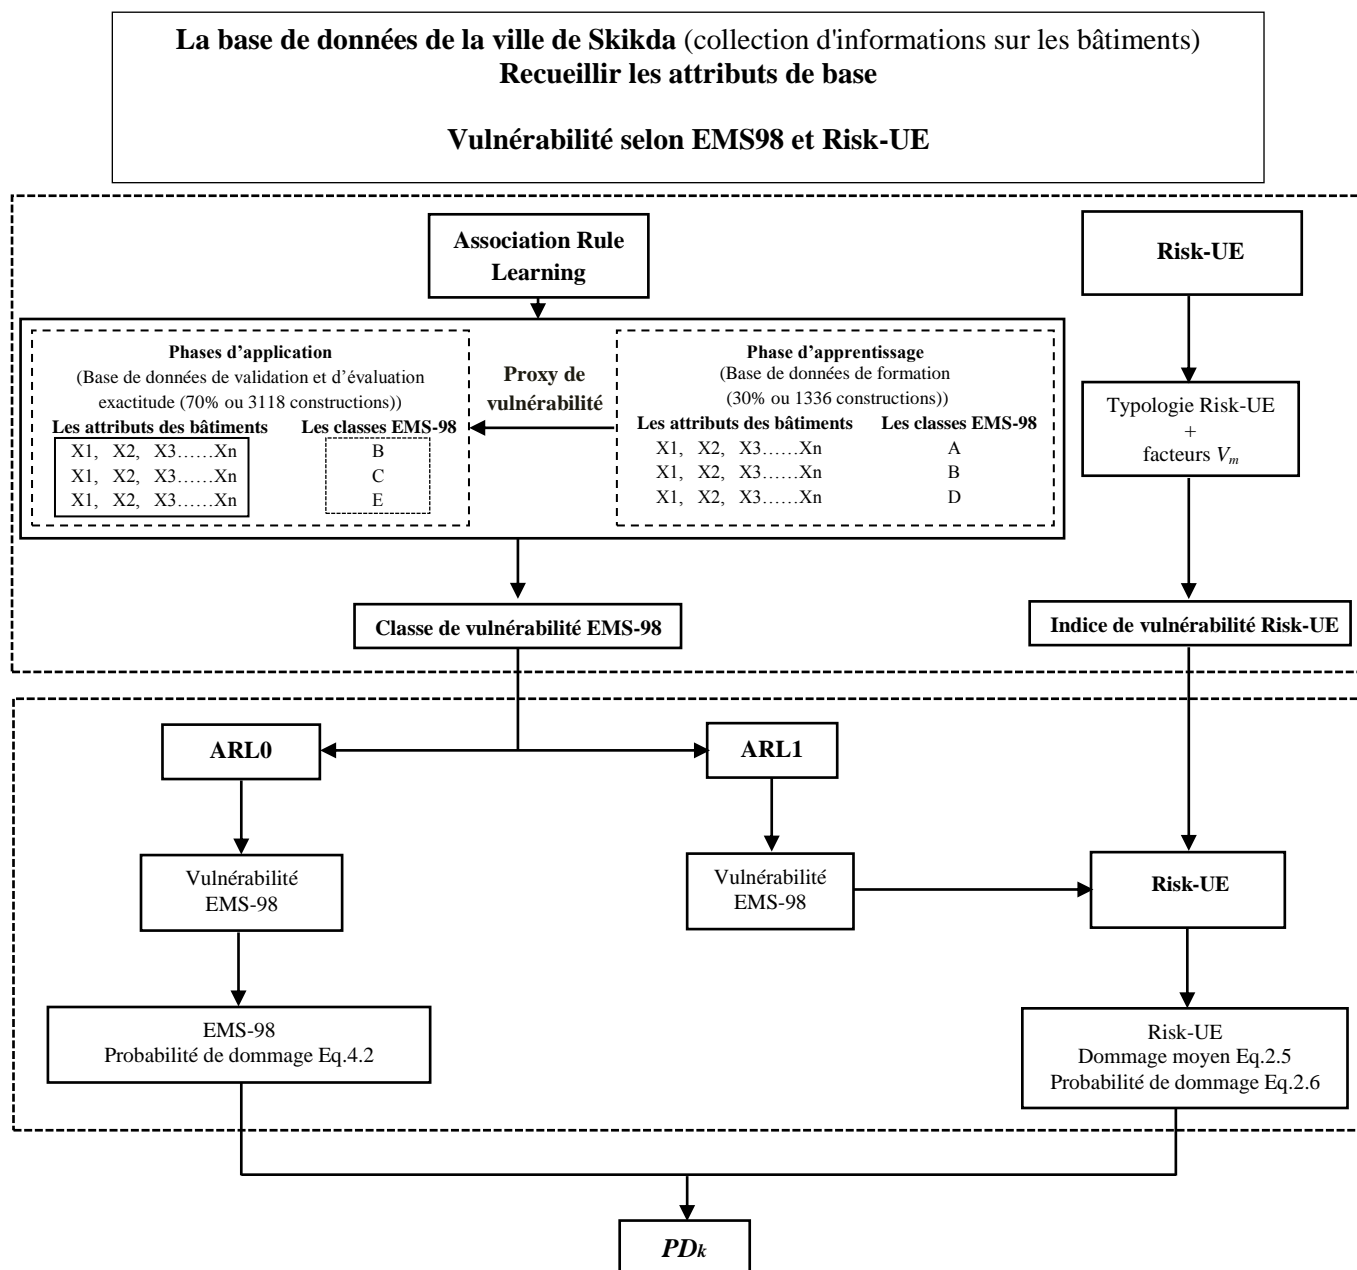 La base de données de la ville de Skikda (collection d'informations sur les bâtiments)
Recueillir les attributs de base
Vulnérabilité selon EMS98 et Risk-UE
Association Rule
Learning
Risk-UE
Phases d'application
(Base de données de validation et d'évaluation
exactitude (70% ou 3118 constructions))
Les attributs des bâtiments Les classes EMS-98
X1, X2, X3……Xn B
X1, X2, X3……Xn C
X1, X2, X3……Xn E
Proxy de
vulnérabilité
Phase d'apprentissage
(Base de données de formation
(30% ou 1336 constructions))
Les attributs des bâtiments Les classes EMS-98
X1, X2, X3……Xn A
X1, X2, X3……Xn B
X1, X2, X3……Xn D
Typologie Risk-UE
+
facteurs Vm
Classe de vulnérabilité EMS-98
Indice de vulnérabilité Risk-UE
ARL0
ARL1
Vulnérabilité
EMS-98
Vulnérabilité
EMS-98
Risk-UE
EMS-98
Probabilité de dommage Eq.4.2
Risk-UE
Dommage moyen Eq.2.5
Probabilité de dommage Eq.2.6
PDk